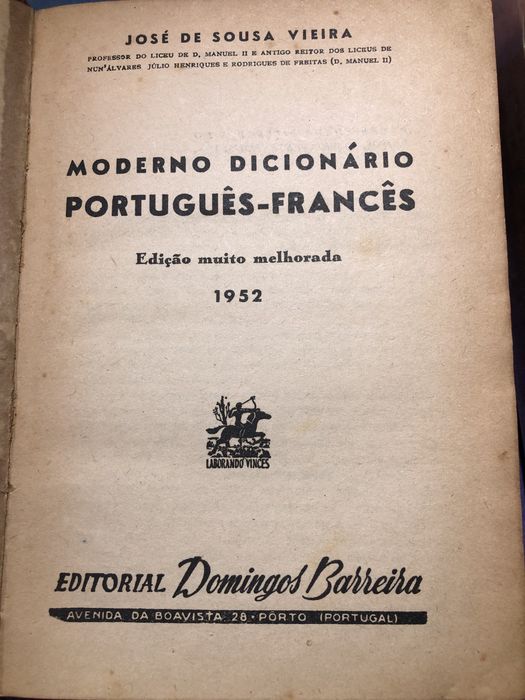 JOSÉ DE SOUSA VIEIRA
PROFESSOR DO LICEU DE D, MANUEL II E ANTIGO REITOR DOS LICEUS DE
NUN'ÁLVARES JÚLIO HENRIQUES E RODRIGUES DE FREITAS (D, MANUEL II)
MODERNO DICIONÁRIO
PORTUGUÊS-FRANCÊS
Edição muito melhorada
1952
LABORANDO VINCES
EDITORIAL Domingos Barreira
AVENIDA DA BOAVISTA 28 · PÔRTO (PORTUGAL)